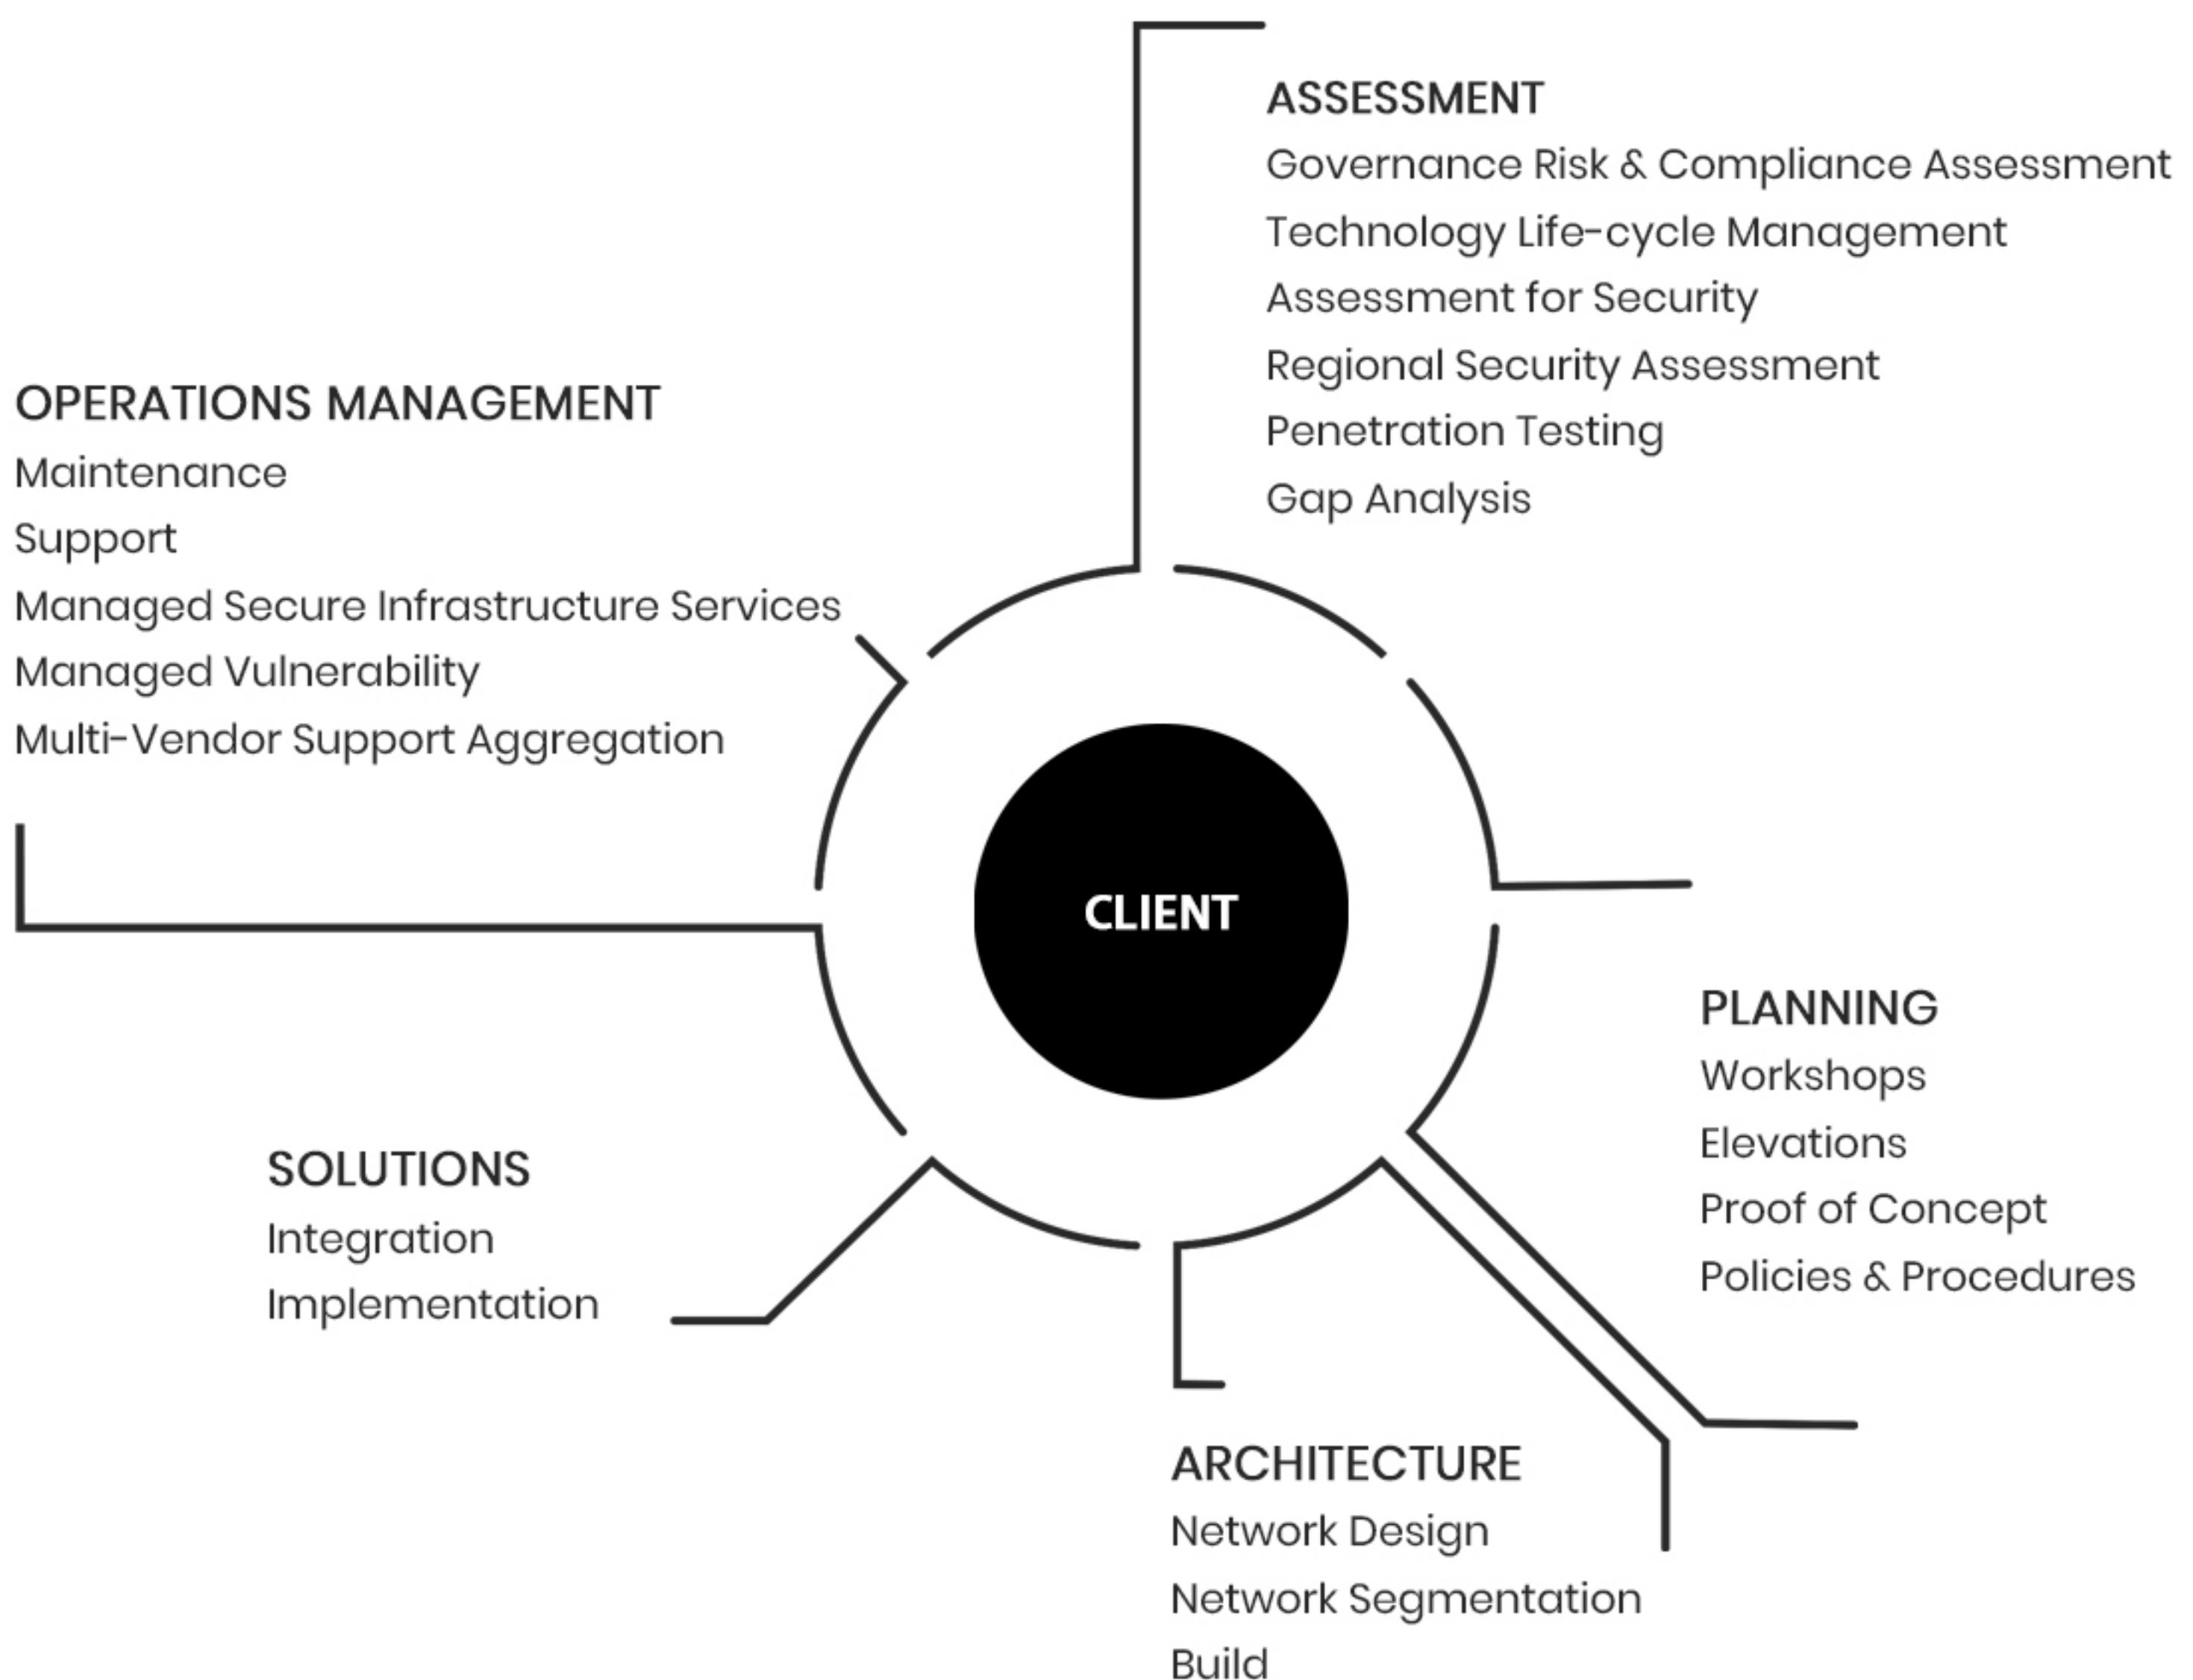 ASSESSMENT
Governance Risk & Compliance Assessment
Technology Life-cycle Management
Assessment for Security
Regional Security Assessment
Penetration Testing
Gap Analysis
OPERATIONS MANAGEMENT
Maintenance
Support
Managed Secure Infrastructure Services
Managed Vulnerability
Multi-Vendor Support Aggregation
CLIENT
PLANNING
Workshops
Elevations
Proof of Concept
Policies & Procedures
SOLUTIONS
Integration
Implementation
ARCHITECTURE
Network Design
Network Segmentation
Build